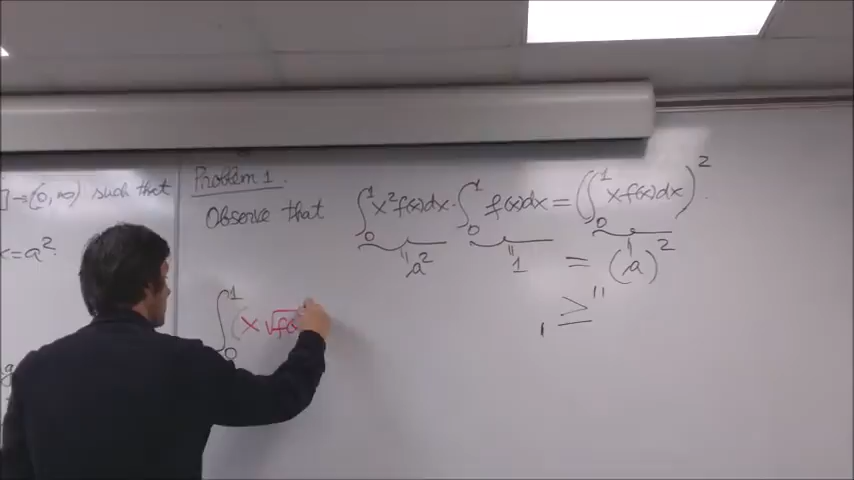 ] → (0, ∞) such that
x = a².
Problem 1.
Observe that ∫₀¹ x² f(x) dx · ∫₀¹ f(x) dx = (∫₀¹ x f(x) dx)²
" a² " 1 = (a)²
" ≥ "
∫₀¹ (x √f(x